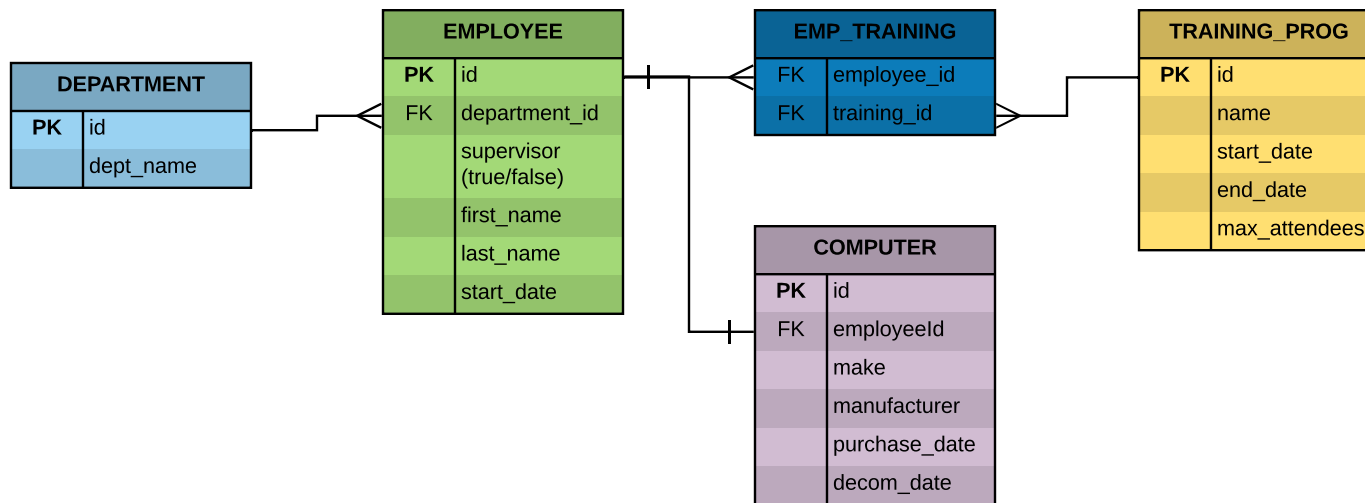 DEPARTMENT
PK id
dept_name
EMPLOYEE
PK id
FK department_id
supervisor
(true/false)
first_name
last_name
start_date
EMP_TRAINING
FK employee_id
FK training_id
TRAINING_PROG
PK id
name
start_date
end_date
max_attendees
COMPUTER
PK id
FK employeeId
make
manufacturer
purchase_date
decom_date